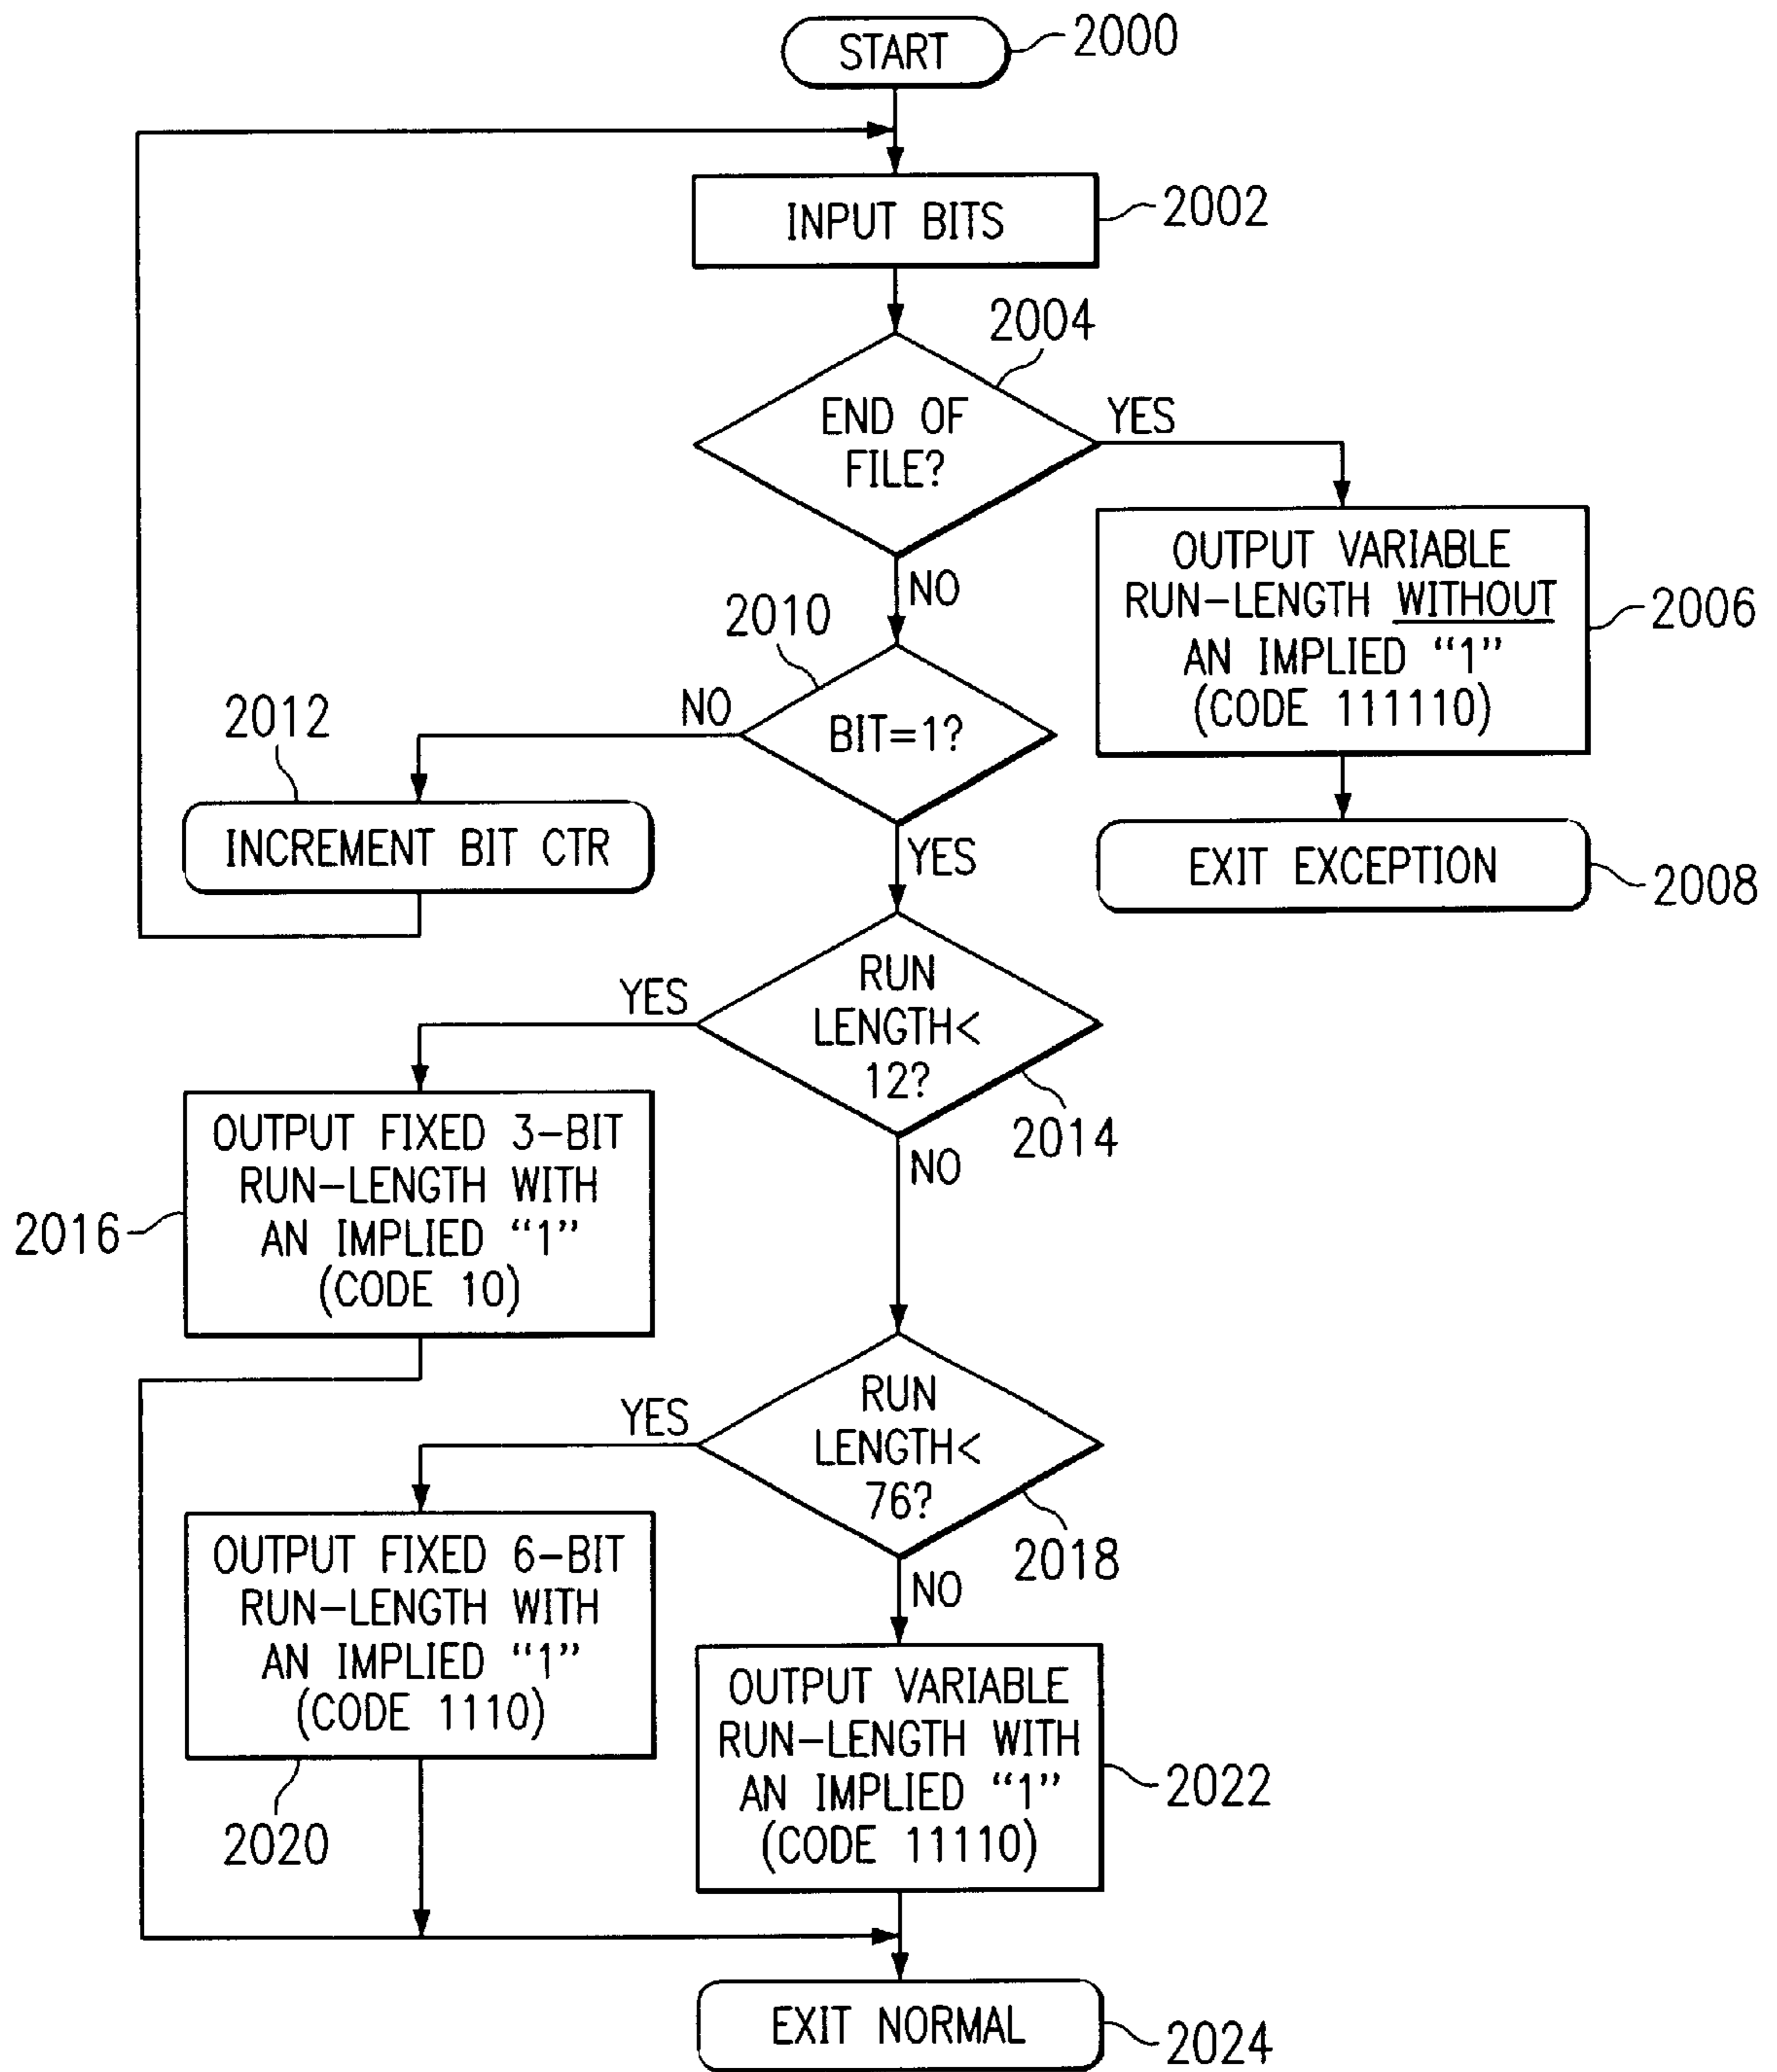 START
2000
INPUT BITS
2002
2004
END OF
FILE?
YES
NO
OUTPUT VARIABLE
RUN-LENGTH WITHOUT
AN IMPLIED “1”
(CODE 111110)
2006
2010
BIT=1?
NO
YES
2012
INCREMENT BIT CTR
EXIT EXCEPTION
2008
RUN
LENGTH<
12?
YES
NO
2014
OUTPUT FIXED 3-BIT
RUN-LENGTH WITH
AN IMPLIED “1”
(CODE 10)
2016
RUN
LENGTH<
76?
YES
NO
2018
OUTPUT FIXED 6-BIT
RUN-LENGTH WITH
AN IMPLIED “1”
(CODE 1110)
2020
OUTPUT VARIABLE
RUN-LENGTH WITH
AN IMPLIED “1”
(CODE 11110)
2022
EXIT NORMAL
2024